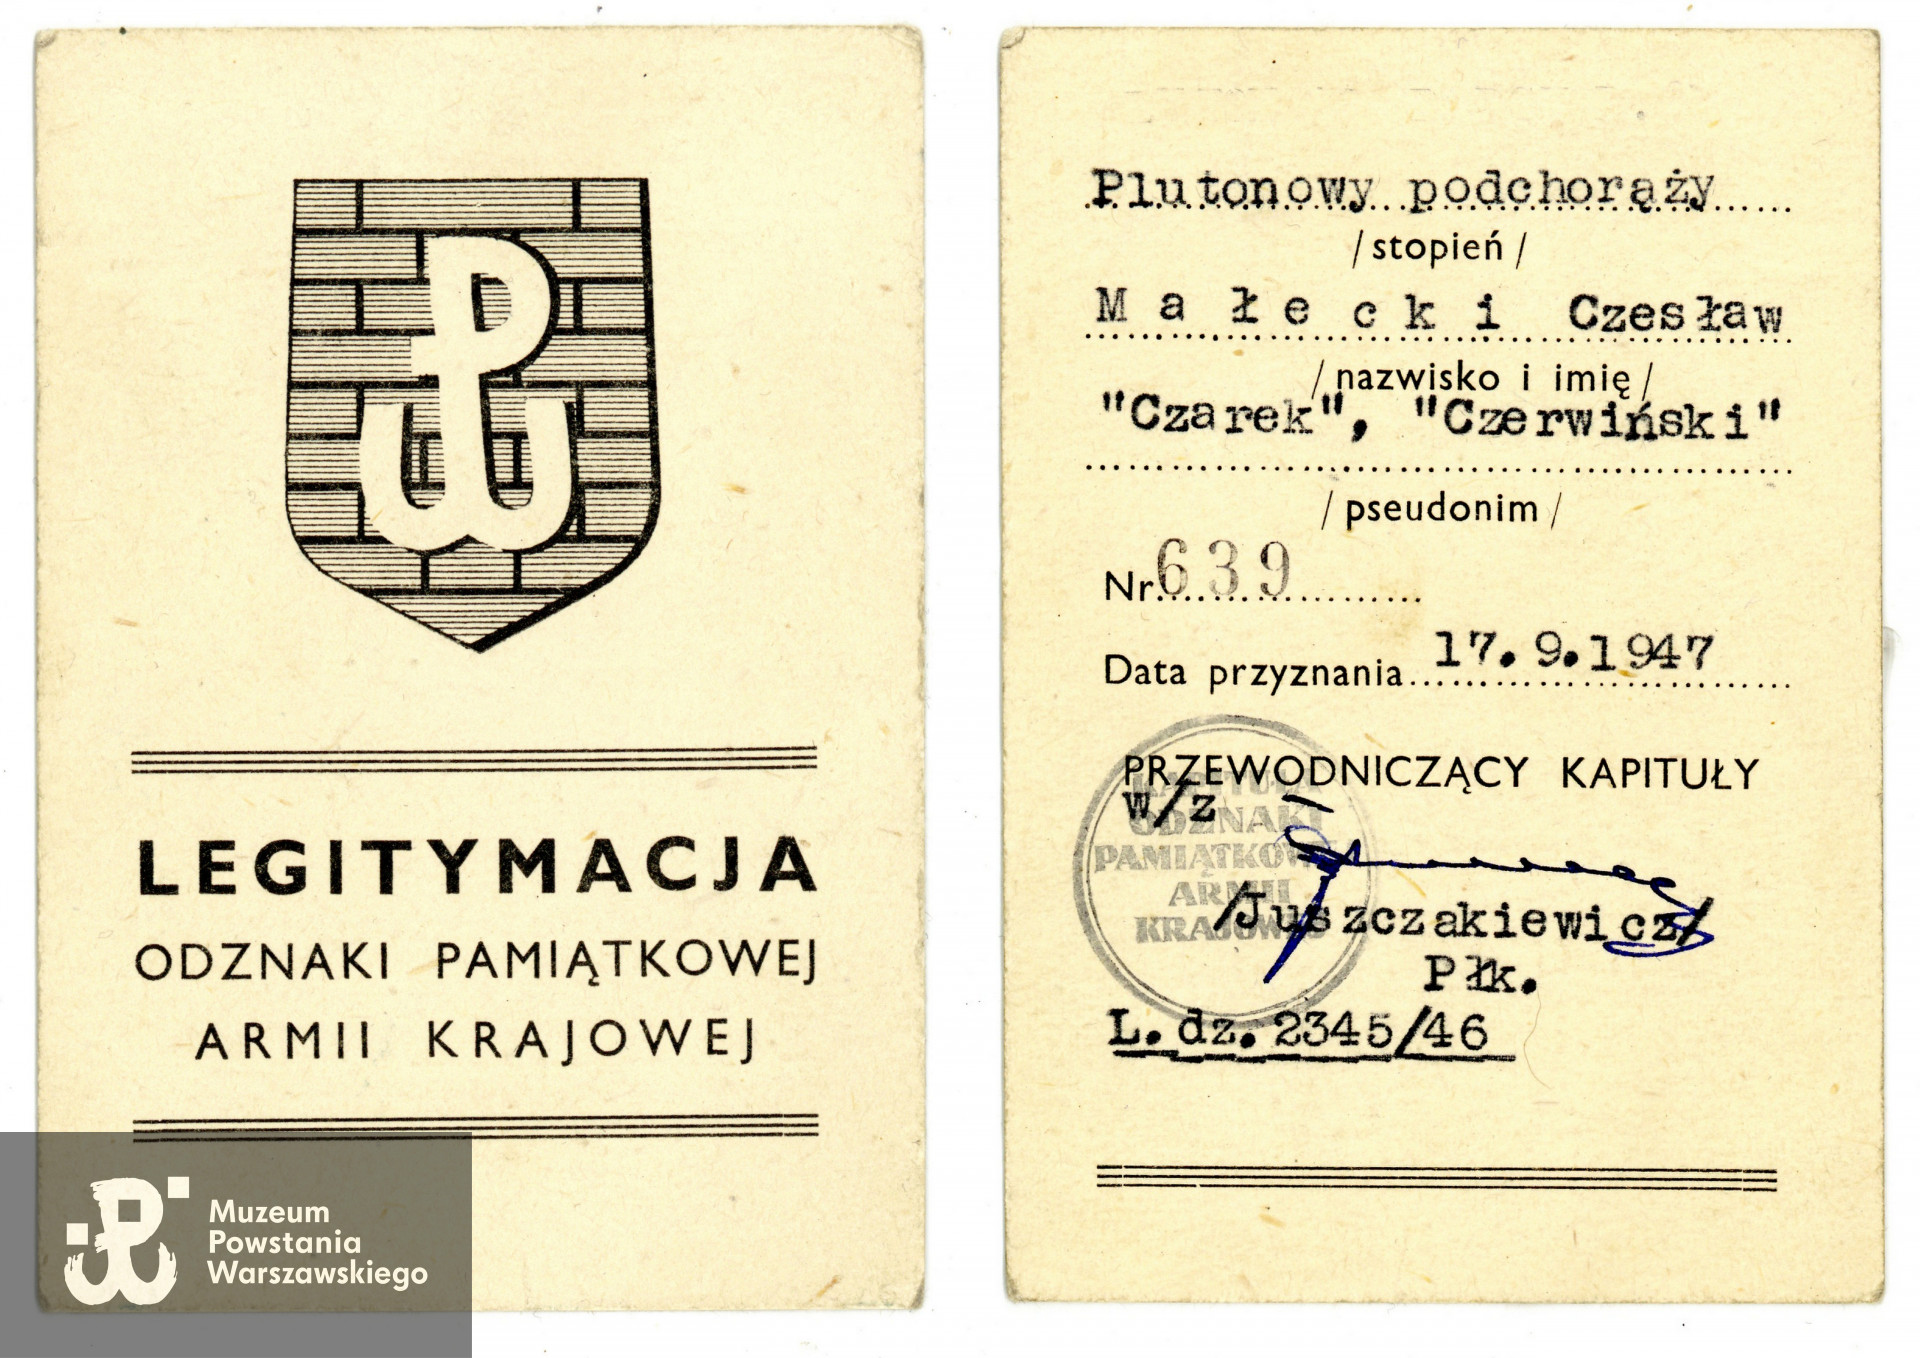 LEGITYMACJA
ODZNAKI PAMIĄTKOWEJ
ARMII KRAJOWEJ
Muzeum
Powstania
Warszawskiego
Plutonowy podchorąży
/stopień/
Małecki Czesław
/nazwisko i imię/
"Czarek", "Czerwiński"
/pseudonim/
Nr 639
Data przyznania 17.9.1947
PRZEWODNICZĄCY KAPITUŁY
w/z
KAPITUŁA
ODZNAKI
PAMIĄTKOWEJ
ARMII
KRAJOWEJ
/Juszczakiewicz/
Płk.
L. dz. 2345/46